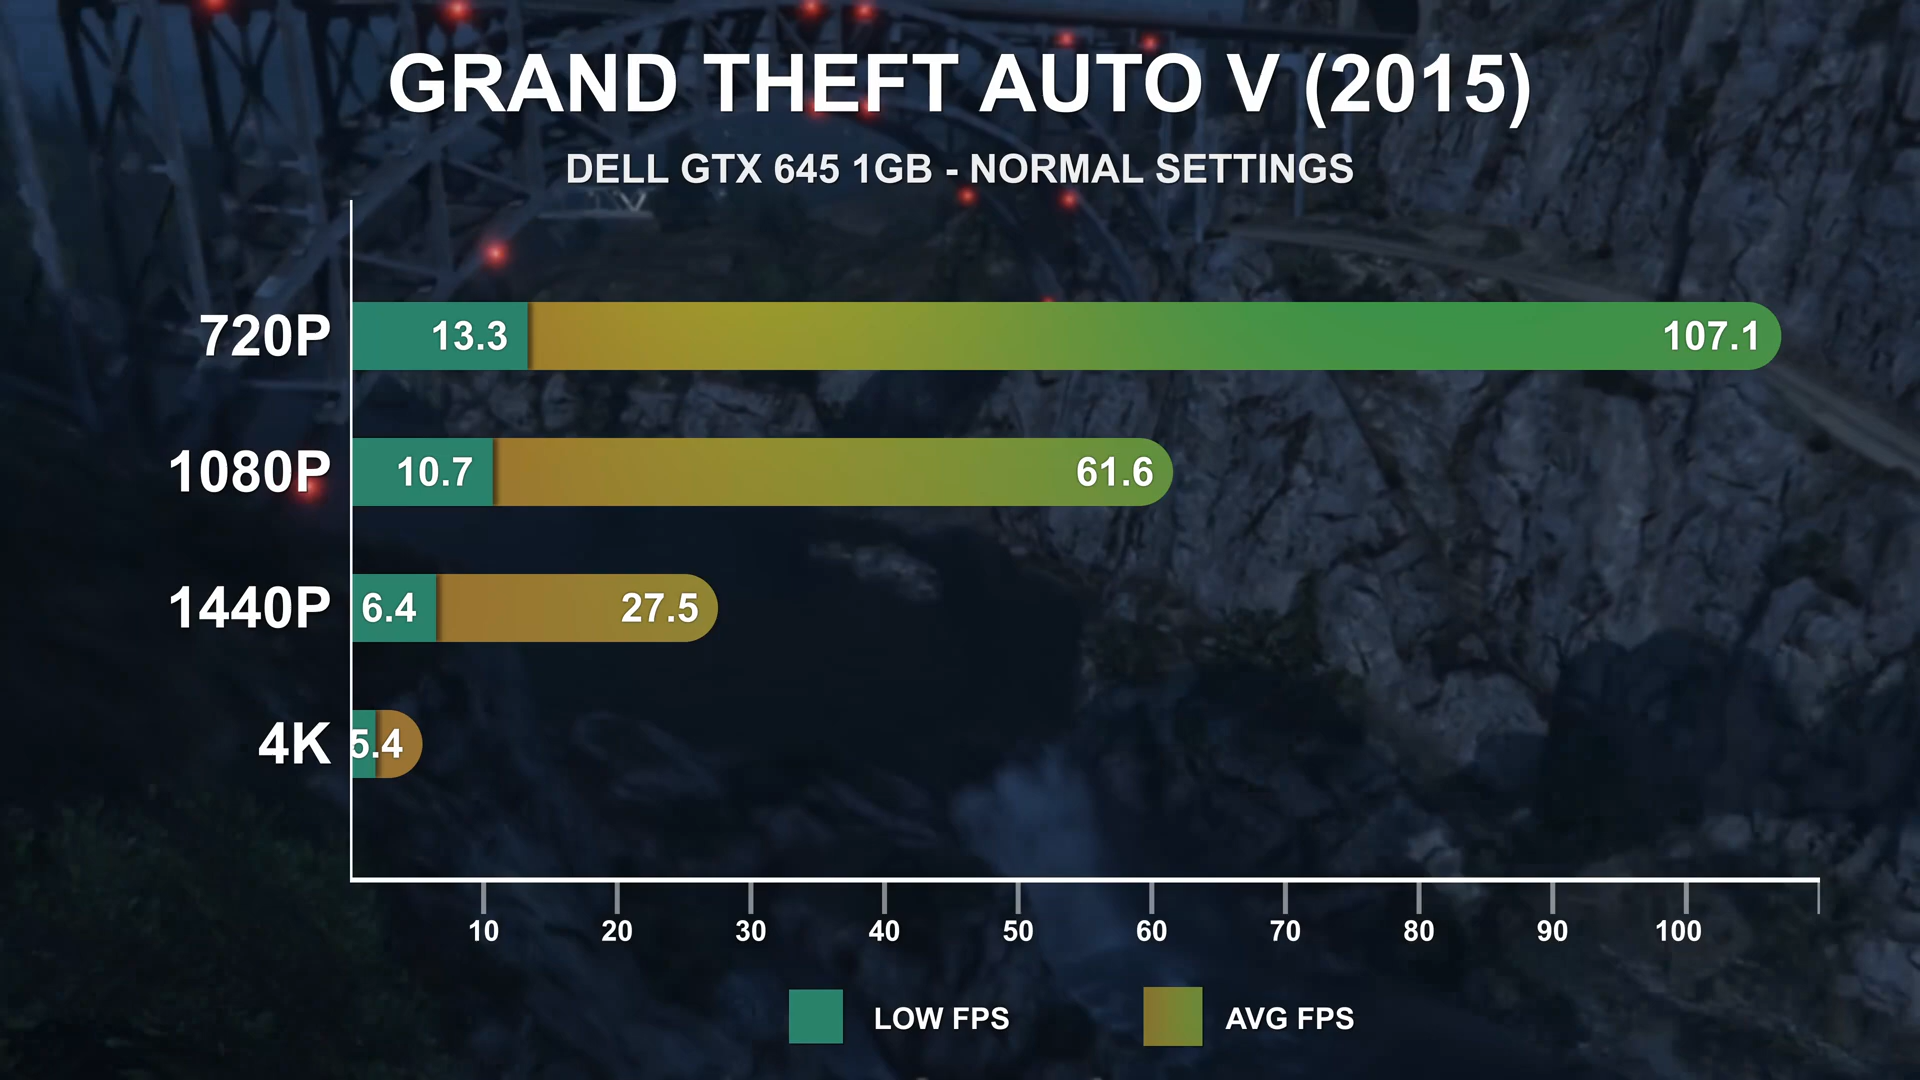 GRAND THEFT AUTO V (2015)
DELL GTX 645 1GB - NORMAL SETTINGS
720P 13.3 107.1
1080P 10.7 61.6
1440P 6.4 27.5
4K 5.4
10 20 30 40 50 60 70 80 90 100
LOW FPS AVG FPS